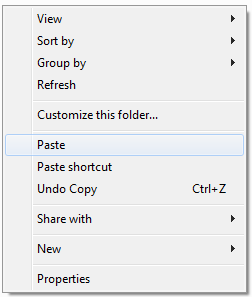 View
Sort by
Group by
Refresh
Customize this folder...
Paste
Paste shortcut
Undo Copy Ctrl+Z
Share with
New
Properties